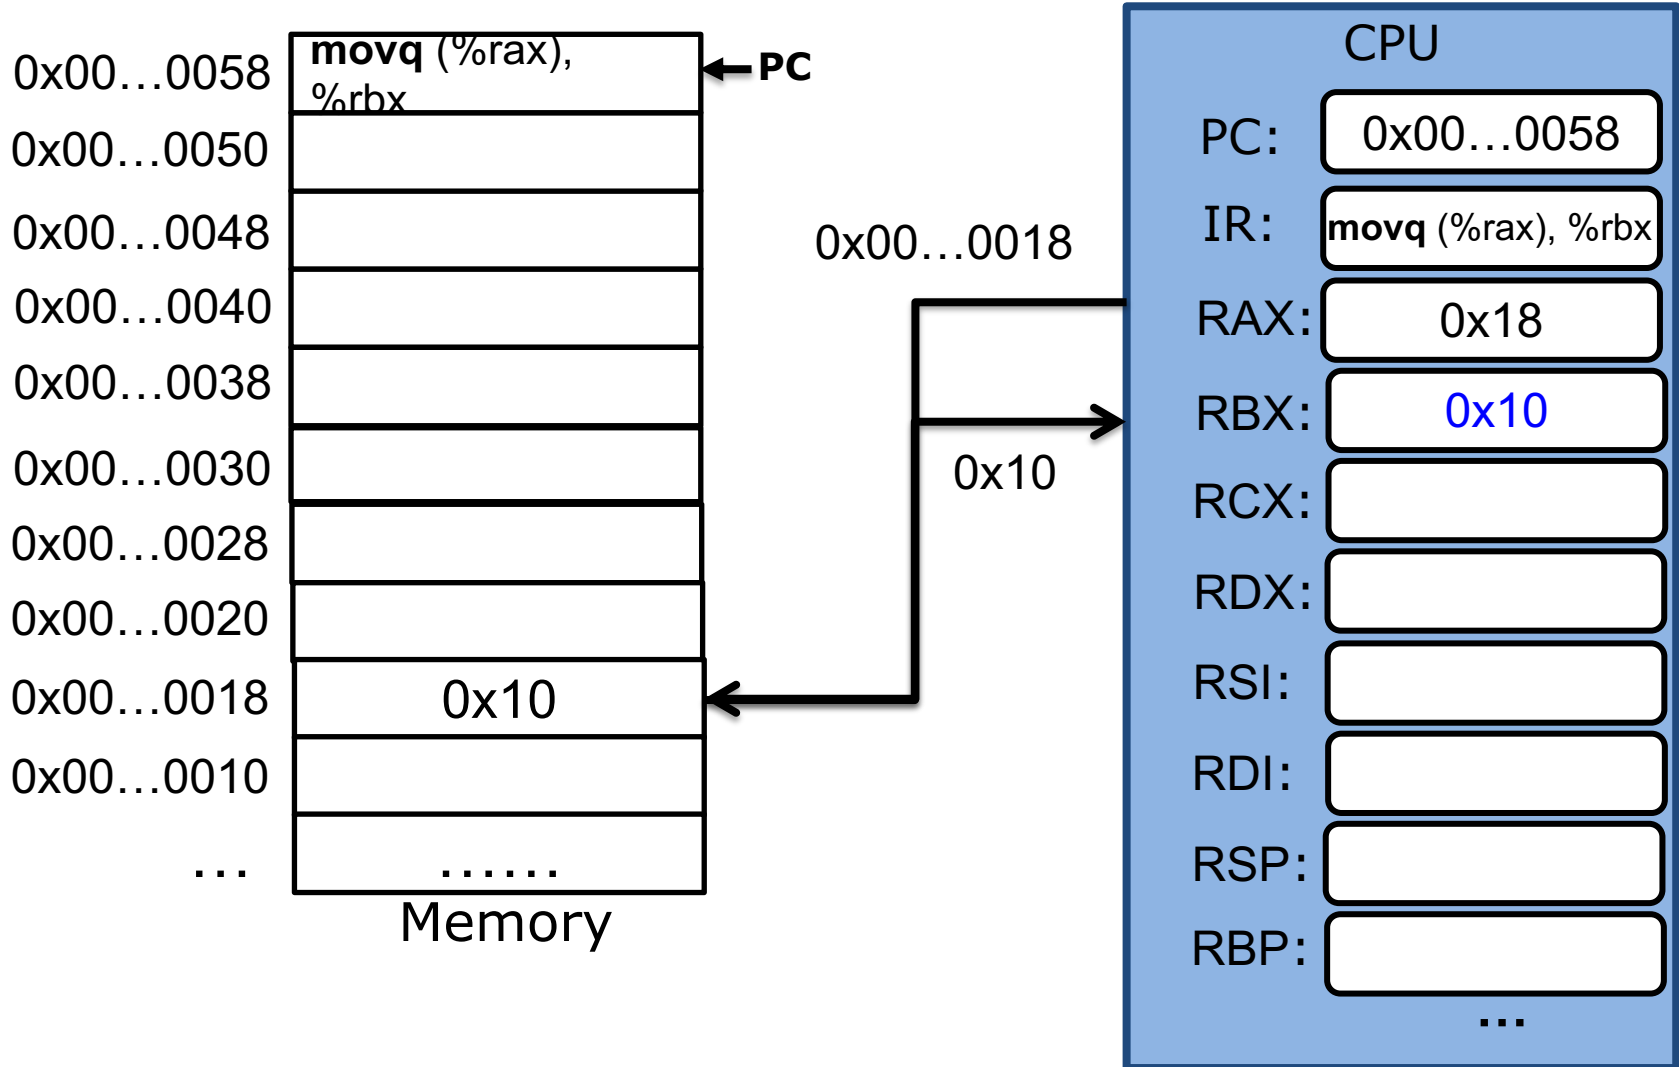 0x00…0058
movq (%rax),
%rbx
PC
0x00…0050
0x00…0048
0x00…0040
0x00…0038
0x00…0030
0x00…0028
0x00…0020
0x00…0018
0x10
0x00…0010
…
……
Memory
0x00…0018
0x10
CPU
PC: 0x00…0058
IR: movq (%rax), %rbx
RAX: 0x18
RBX: 0x10
RCX:
RDX:
RSI:
RDI:
RSP:
RBP:
…